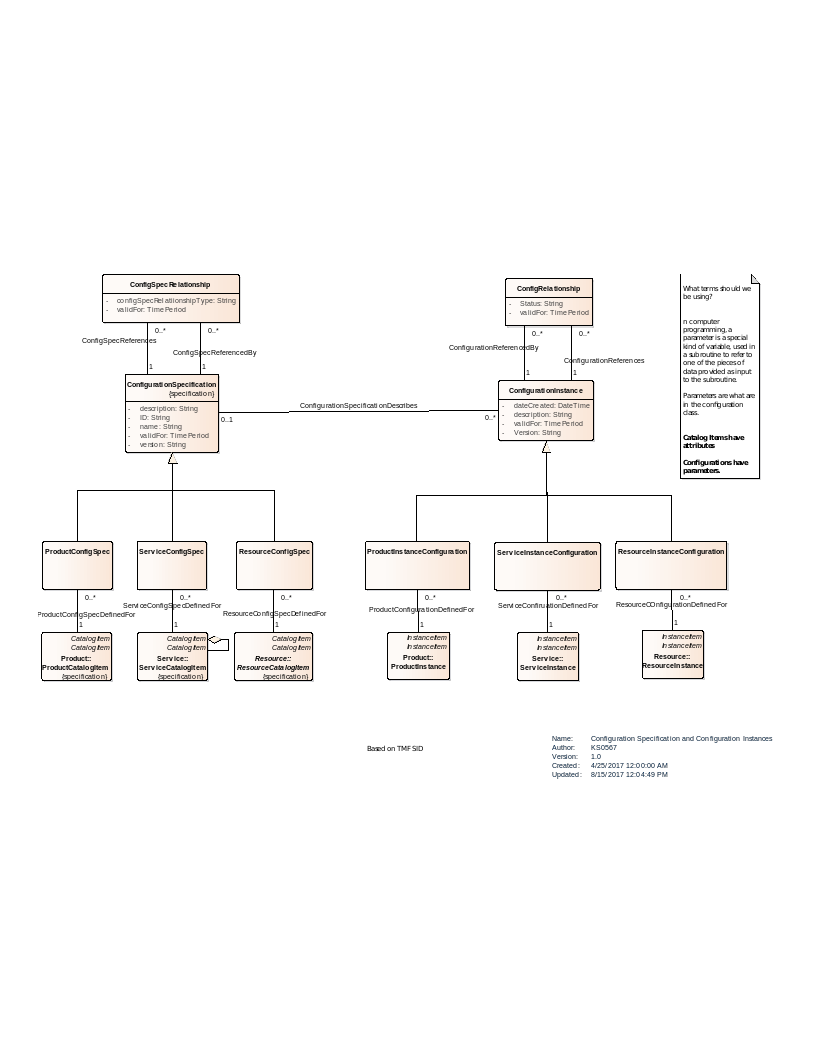 ConfigSpecRelationship
- configSpecRelatiionshipType: String
- validFor: TimePeriod
0..*
0..*
ConfigSpecReferences
ConfigSpecReferencedBy
1
1
ConfigurationSpecification
{specification}
- description: String
- ID: String
- name: String
- validFor: TimePeriod
- version: String
0..1
ConfigurationSpecificationDescribes
0..*
ConfigRelationship
- Status: String
- validFor: TimePeriod
0..*
0..*
ConfigurationReferencedBy
ConfigurationReferences
1
1
ConfigurationInstance
- dateCreated: DateTime
- description: String
- validFor: TimePeriod
- Version: String
What terms should we
be using?
n computer
programming, a
parameter is a special
kind of variable, used in
a subroutine to refer to
one of the pieces of
data provided as input
to the subroutine.
Parameters are what are
in the configuration
class.
Catalog Items have
attributes
Configurations have
parameters.
ProductConfigSpec
ServiceConfigSpec
ResourceConfigSpec
ProductInstanceConfiguration
ServiceInstanceConfiguration
ResourceInstanceConfiguration
0..*
ProductConfigSpecDefinedFor
1
0..*
ServiceConfigSpecDefinedFor
1
0..*
ResourceConfigSpecDefinedFor
1
0..*
ProductConfigurationDefinedFor
1
0..*
ServiceConfiruationDefinedFor
1
0..*
ResourceCOnfigurationDefinedFor
1
CatalogItem
CatalogItem
Product::
ProductCatalogItem
{specification}
CatalogItem
CatalogItem
Service::
ServiceCatalogItem
{specification}
CatalogItem
CatalogItem
Resource::
ResourceCatalogItem
{specification}
InstanceItem
InstanceItem
Product::
ProductInstance
InstanceItem
InstanceItem
Service::
ServiceInstance
InstanceItem
InstanceItem
Resource::
ResourceInstance
Based on TMF SID
Name: Configuration Specification and Configuration Instances
Author: KS0567
Version: 1.0
Created: 4/25/2017 12:00:00 AM
Updated: 8/15/2017 12:04:49 PM